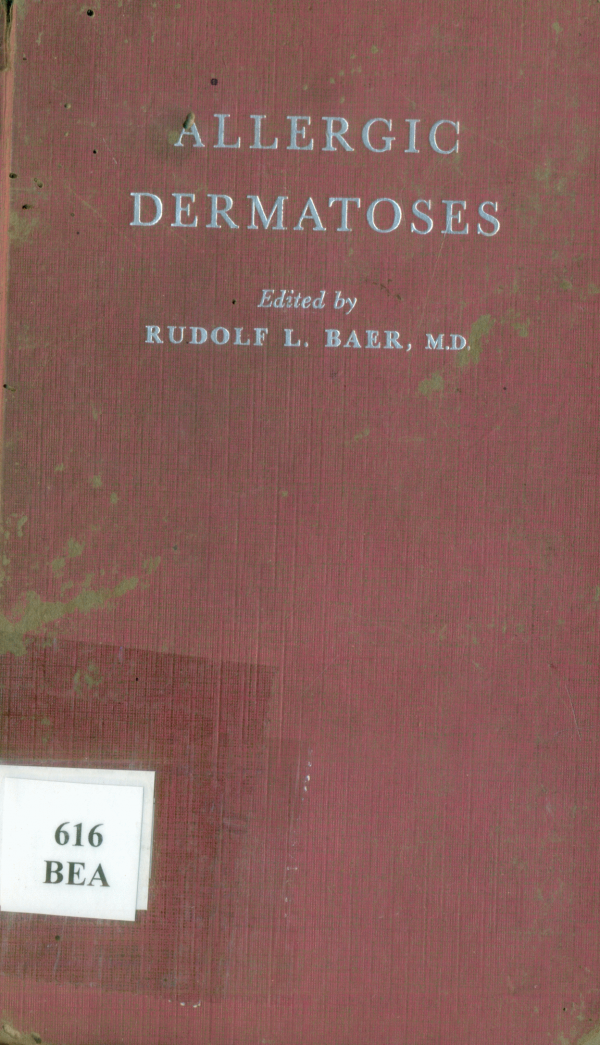 ALLERGIC
DERMATOSES
Edited by
RUDOLF L. BAER, M.D.
616
BEA